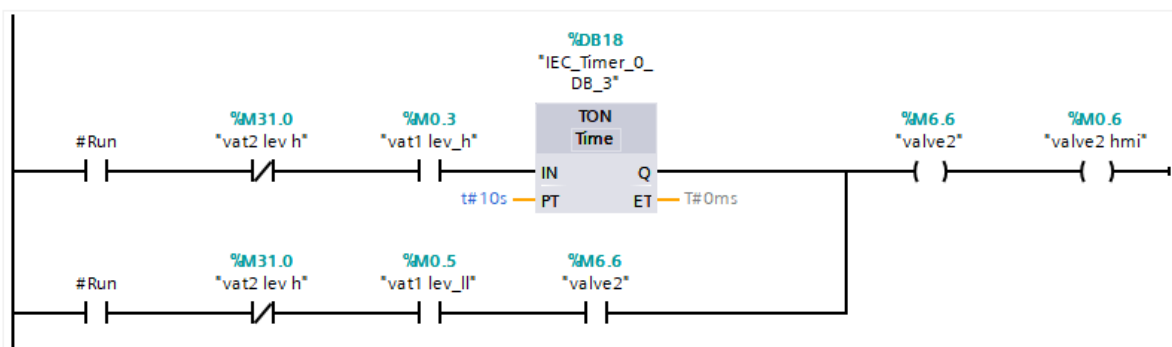 %DB18
"IEC_Timer_0_
DB_3"
%M31.0 %M0.3 TON %M6.6 %M0.6
#Run "vat2 lev h" "vat1 lev_h" Time "valve2" "valve2 hmi"
IN Q
t#10s PT ET T#0ms
%M31.0 %M0.5 %M6.6
#Run "vat2 lev h" "vat1 lev_ll" "valve2"